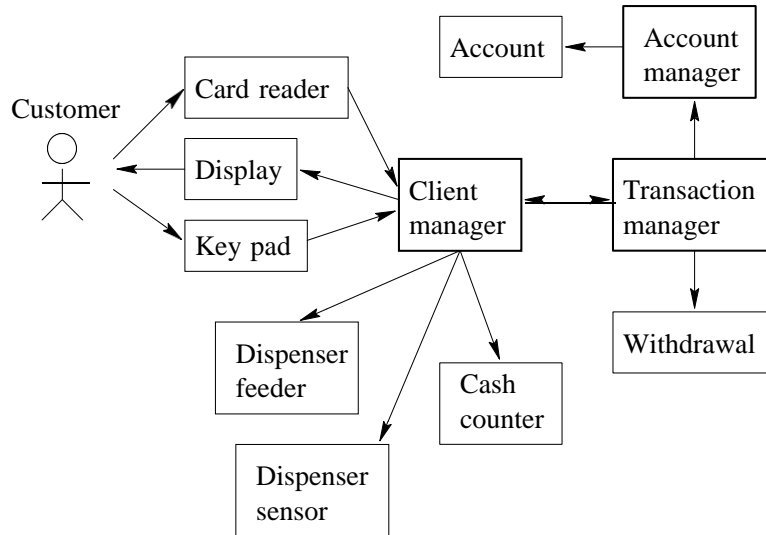 Customer
Card reader
Display
Key pad
Client
manager
Account
Account
manager
Transaction
manager
Withdrawal
Dispenser
feeder
Cash
counter
Dispenser
sensor